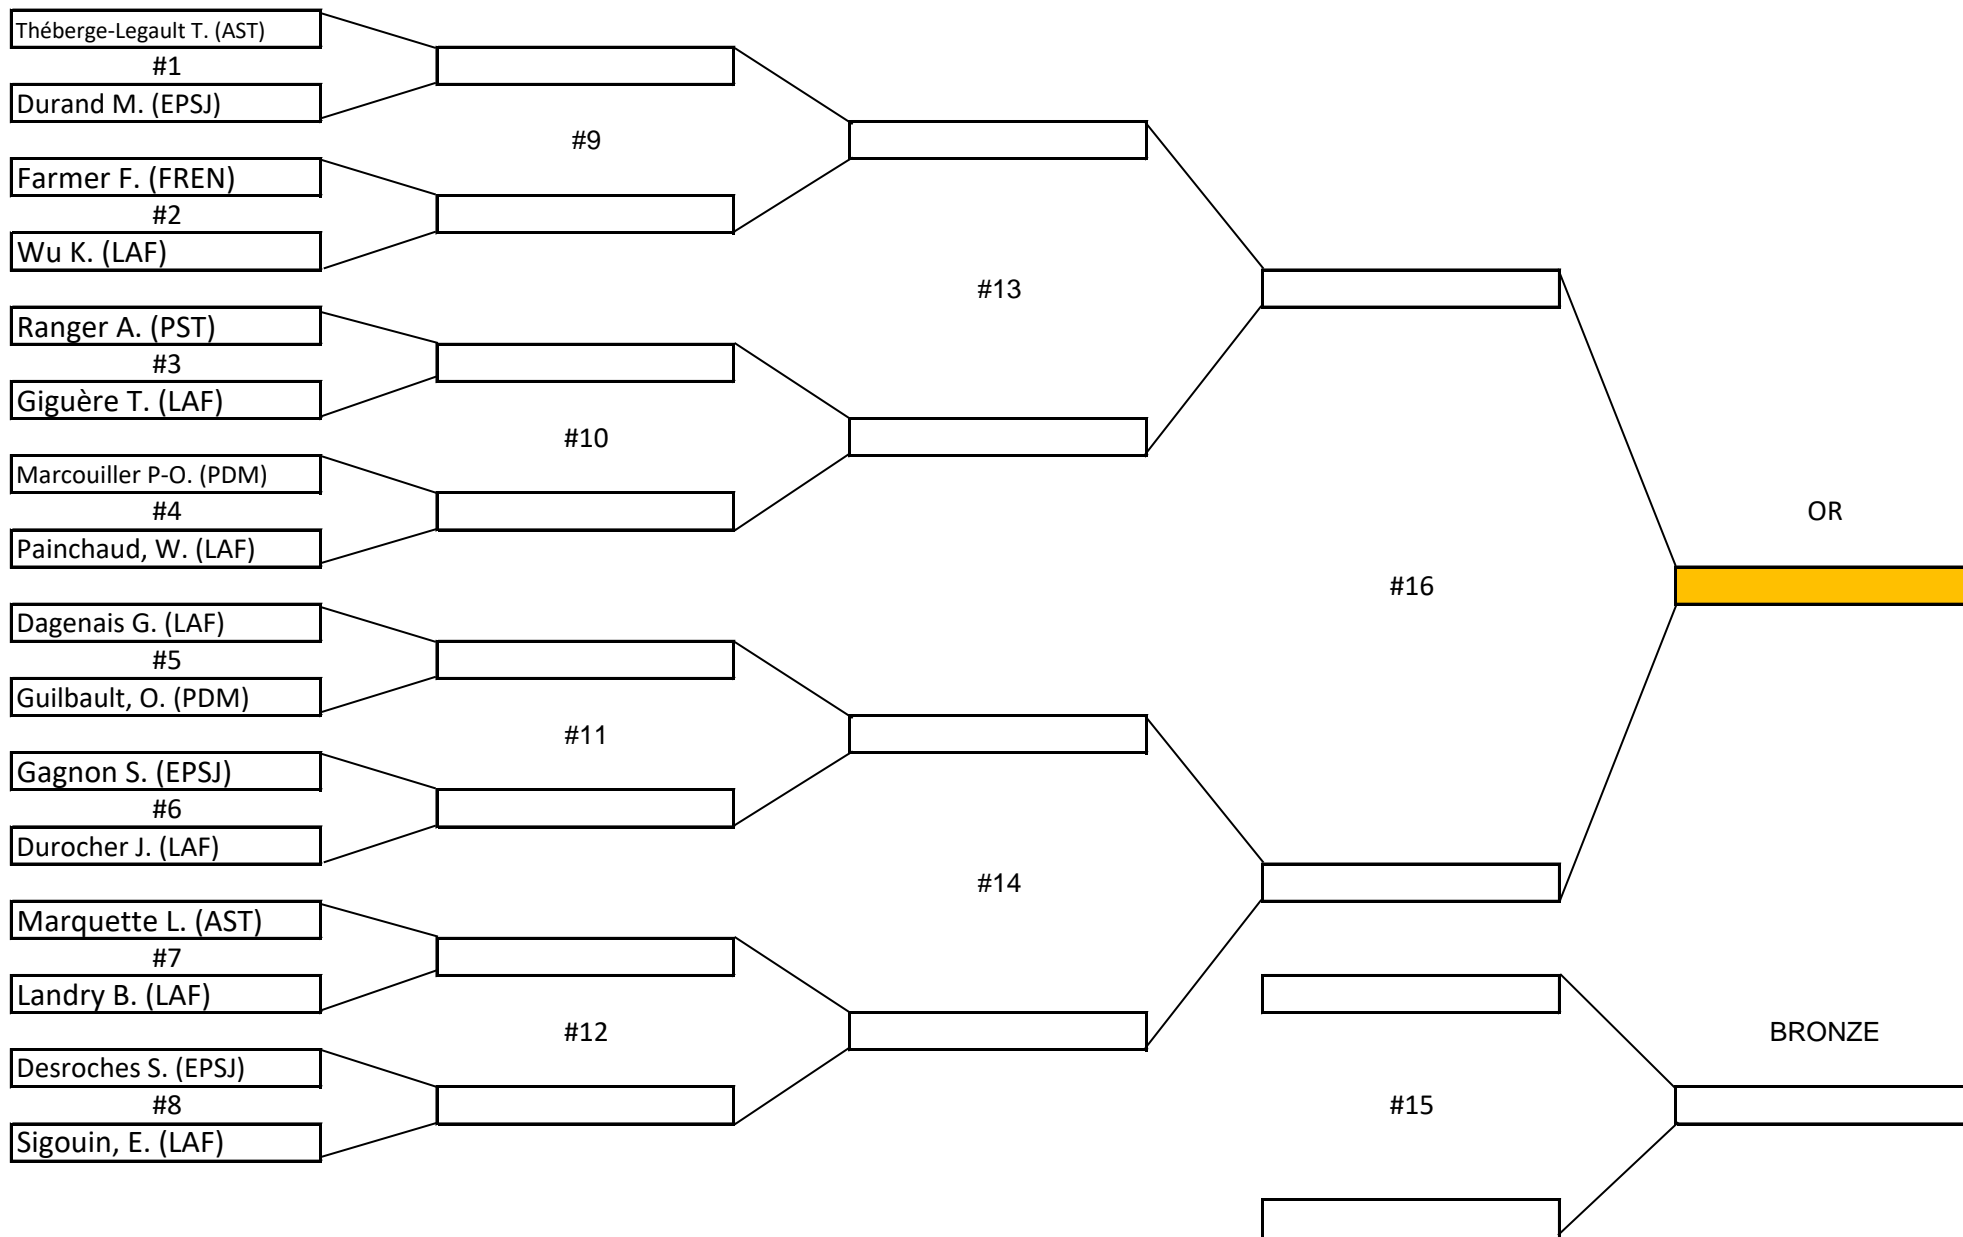 Théberge-Legault T. (AST)
#1
Durand M. (EPSJ)
#9
Farmer F. (FREN)
#2
Wu K. (LAF)
#13
Ranger A. (PST)
#3
Giguère T. (LAF)
#10
Marcouiller P-O. (PDM)
#4
OR
Painchaud, W. (LAF)
#16
Dagenais G. (LAF)
#5
Guilbault, O. (PDM)
#11
Gagnon S. (EPSJ)
#6
Durocher J. (LAF)
#14
Marquette L. (AST)
#7
Landry B. (LAF)
#12
BRONZE
Desroches S. (EPSJ)
#8
#15
Sigouin, E. (LAF)